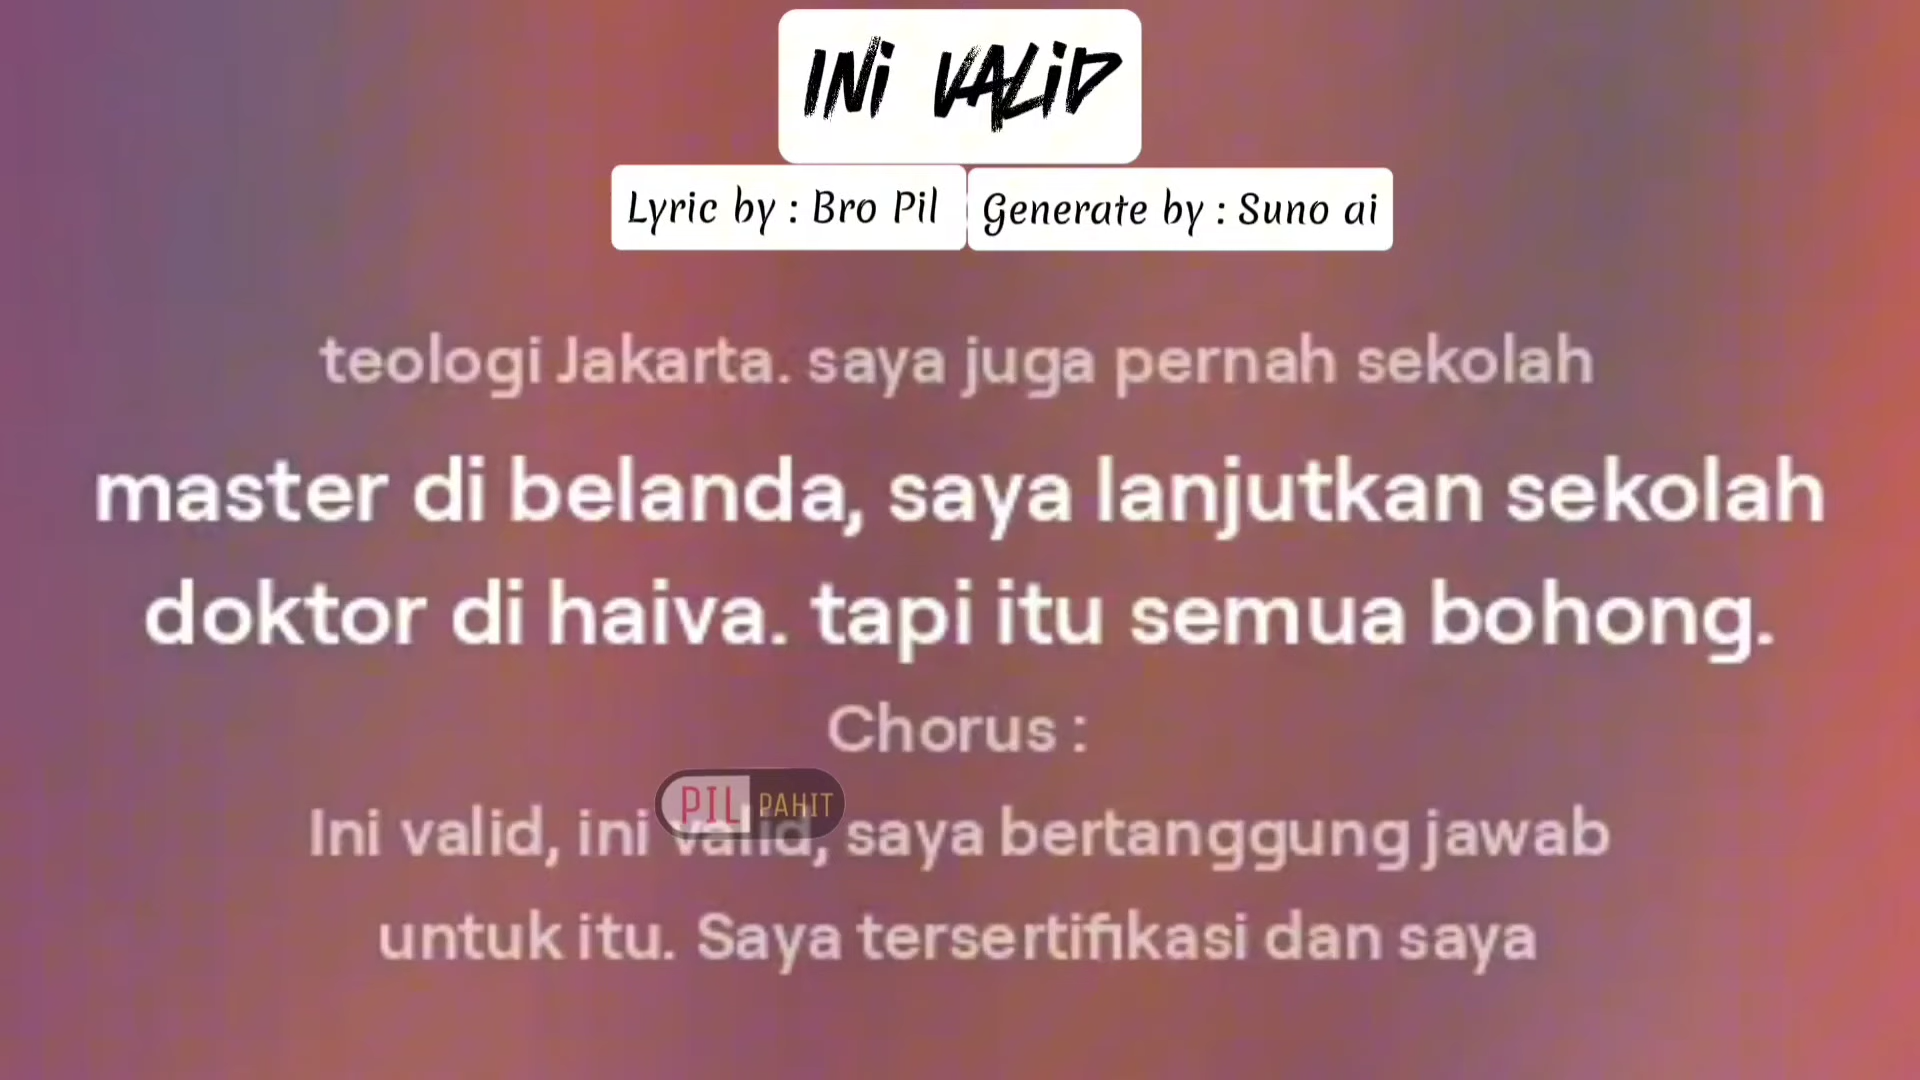 INi VALiD
Lyric by : Bro Pil
Generate by : Suno ai
teologi Jakarta. saya juga pernah sekolah
master di belanda, saya lanjutkan sekolah
doktor di haiva. tapi itu semua bohong.
Chorus :
PIL PAHIT
Ini valid, ini valid, saya bertanggung jawab
untuk itu. Saya tersertifikasi dan saya